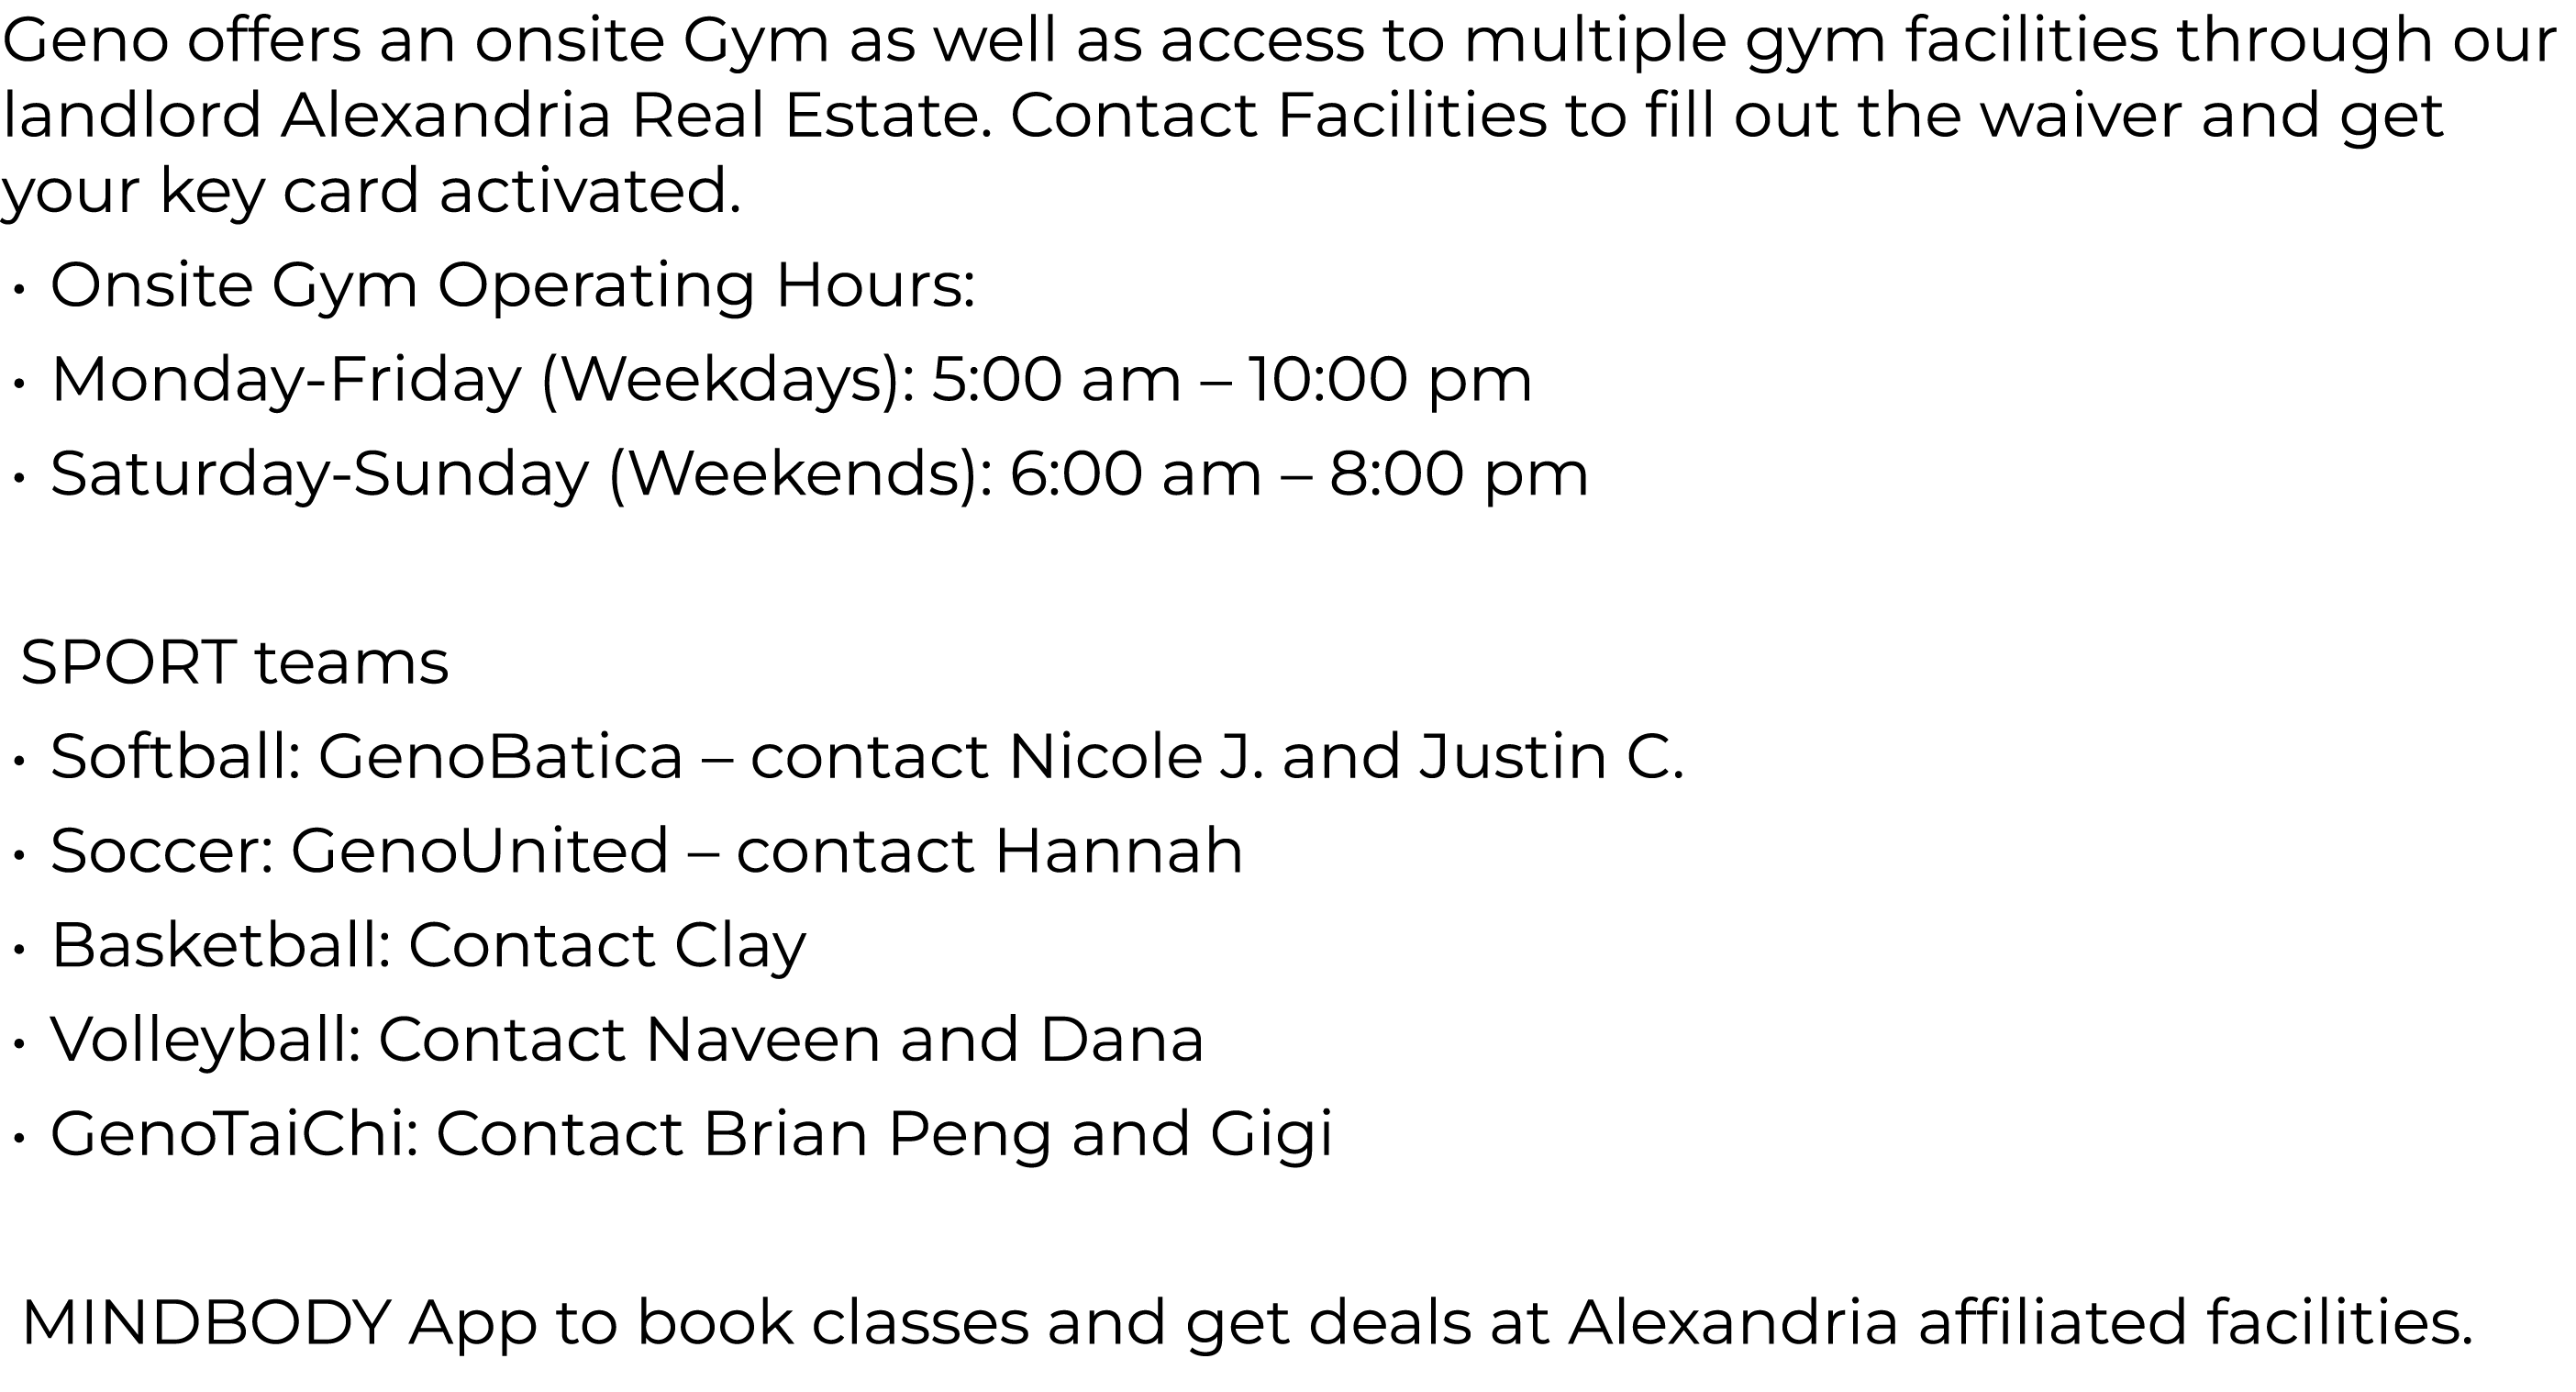 Geno offers an onsite Gym as well as access to multiple gym facilities through our
landlord Alexandria Real Estate. Contact Facilities to fill out the waiver and get
your key card activated.
• Onsite Gym Operating Hours:
• Monday-Friday (Weekdays): 5:00 am – 10:00 pm
• Saturday-Sunday (Weekends): 6:00 am – 8:00 pm
SPORT teams
• Softball: GenoBatica – contact Nicole J. and Justin C.
• Soccer: GenoUnited – contact Hannah
• Basketball: Contact Clay
• Volleyball: Contact Naveen and Dana
• GenoTaiChi: Contact Brian Peng and Gigi
MINDBODY App to book classes and get deals at Alexandria affiliated facilities.